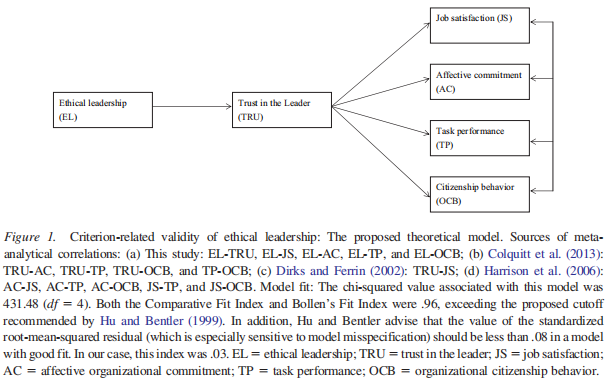 Job satisfaction (JS)
Ethical leadership
(EL)
Trust in the Leader
(TRU)
Affective commitment
(AC)
Task performance
(TP)
Citizenship behavior
(OCB)
Figure 1. Criterion-related validity of ethical leadership: The proposed theoretical model. Sources of meta-
analytical correlations: (a) This study: EL-TRU, EL-JS, EL-AC, EL-TP, and EL-OCB; (b) Colquitt et al. (2013):
TRU-AC, TRU-TP, TRU-OCB, and TP-OCB; (c) Dirks and Ferrin (2002): TRU-JS; (d) Harrison et al. (2006):
AC-JS, AC-TP, AC-OCB, JS-TP, and JS-OCB. Model fit: The chi-squared value associated with this model was
431.48 (df = 4). Both the Comparative Fit Index and Bollen's Fit Index were .96, exceeding the proposed cutoff
recommended by Hu and Bentler (1999). In addition, Hu and Bentler advise that the value of the standardized
root-mean-squared residual (which is especially sensitive to model misspecification) should be less than .08 in a model
with good fit. In our case, this index was .03. EL = ethical leadership; TRU = trust in the leader; JS = job satisfaction;
AC = affective organizational commitment; TP = task performance; OCB = organizational citizenship behavior.